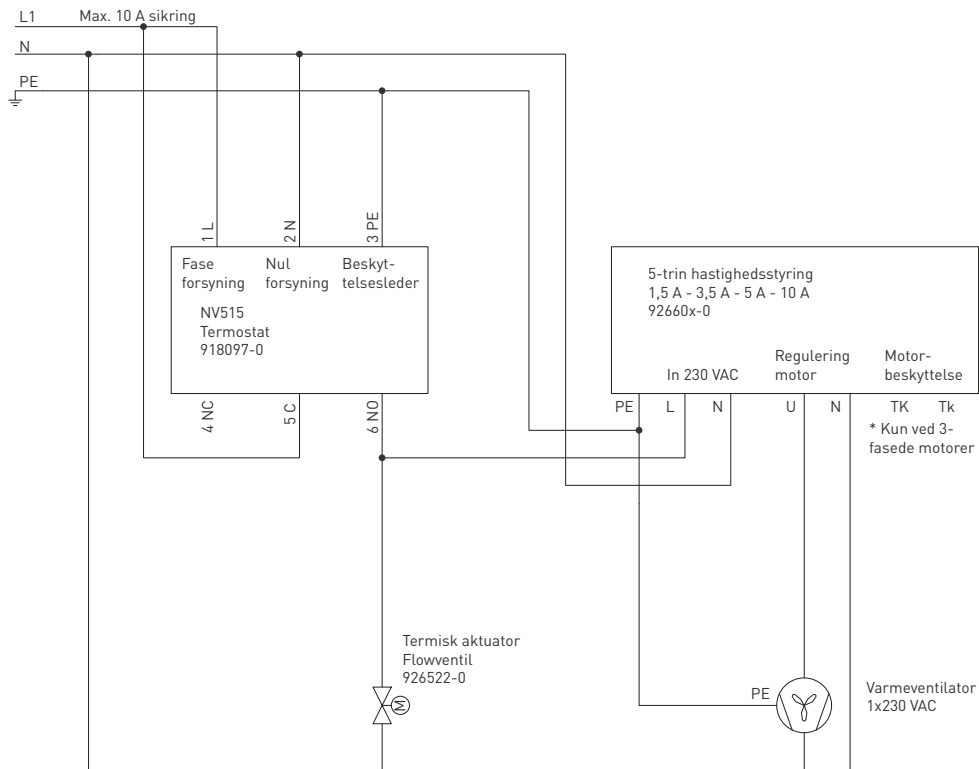 L1
Max. 10 A sikring
N
PE
1 L
2 N
3 PE
Fase
forsyning
Nul
forsyning
Beskyt-
telsesleder
NV515
Termostat
918097-0
4 NC
5 C
6 NO
5-trin hastighedsstyring
1,5 A - 3,5 A - 5 A - 10 A
92660x-0
In 230 VAC
Regulering
motor
Motor-
beskyttelse
PE
L
N
U
N
TK
Tk
* Kun ved 3-
fasede motorer
Termisk aktuator
Flowventil
926522-0
M
PE
Varmeventilator
1x230 VAC